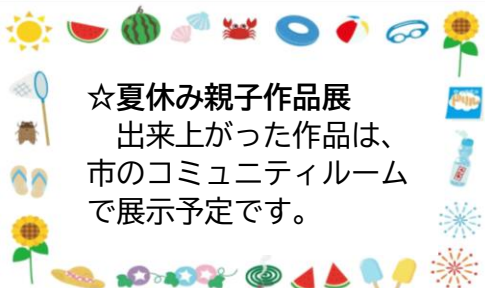 ☆夏休み親子作品展
　出来上がった作品は、
市のコミュニティルーム
で展示予定です。